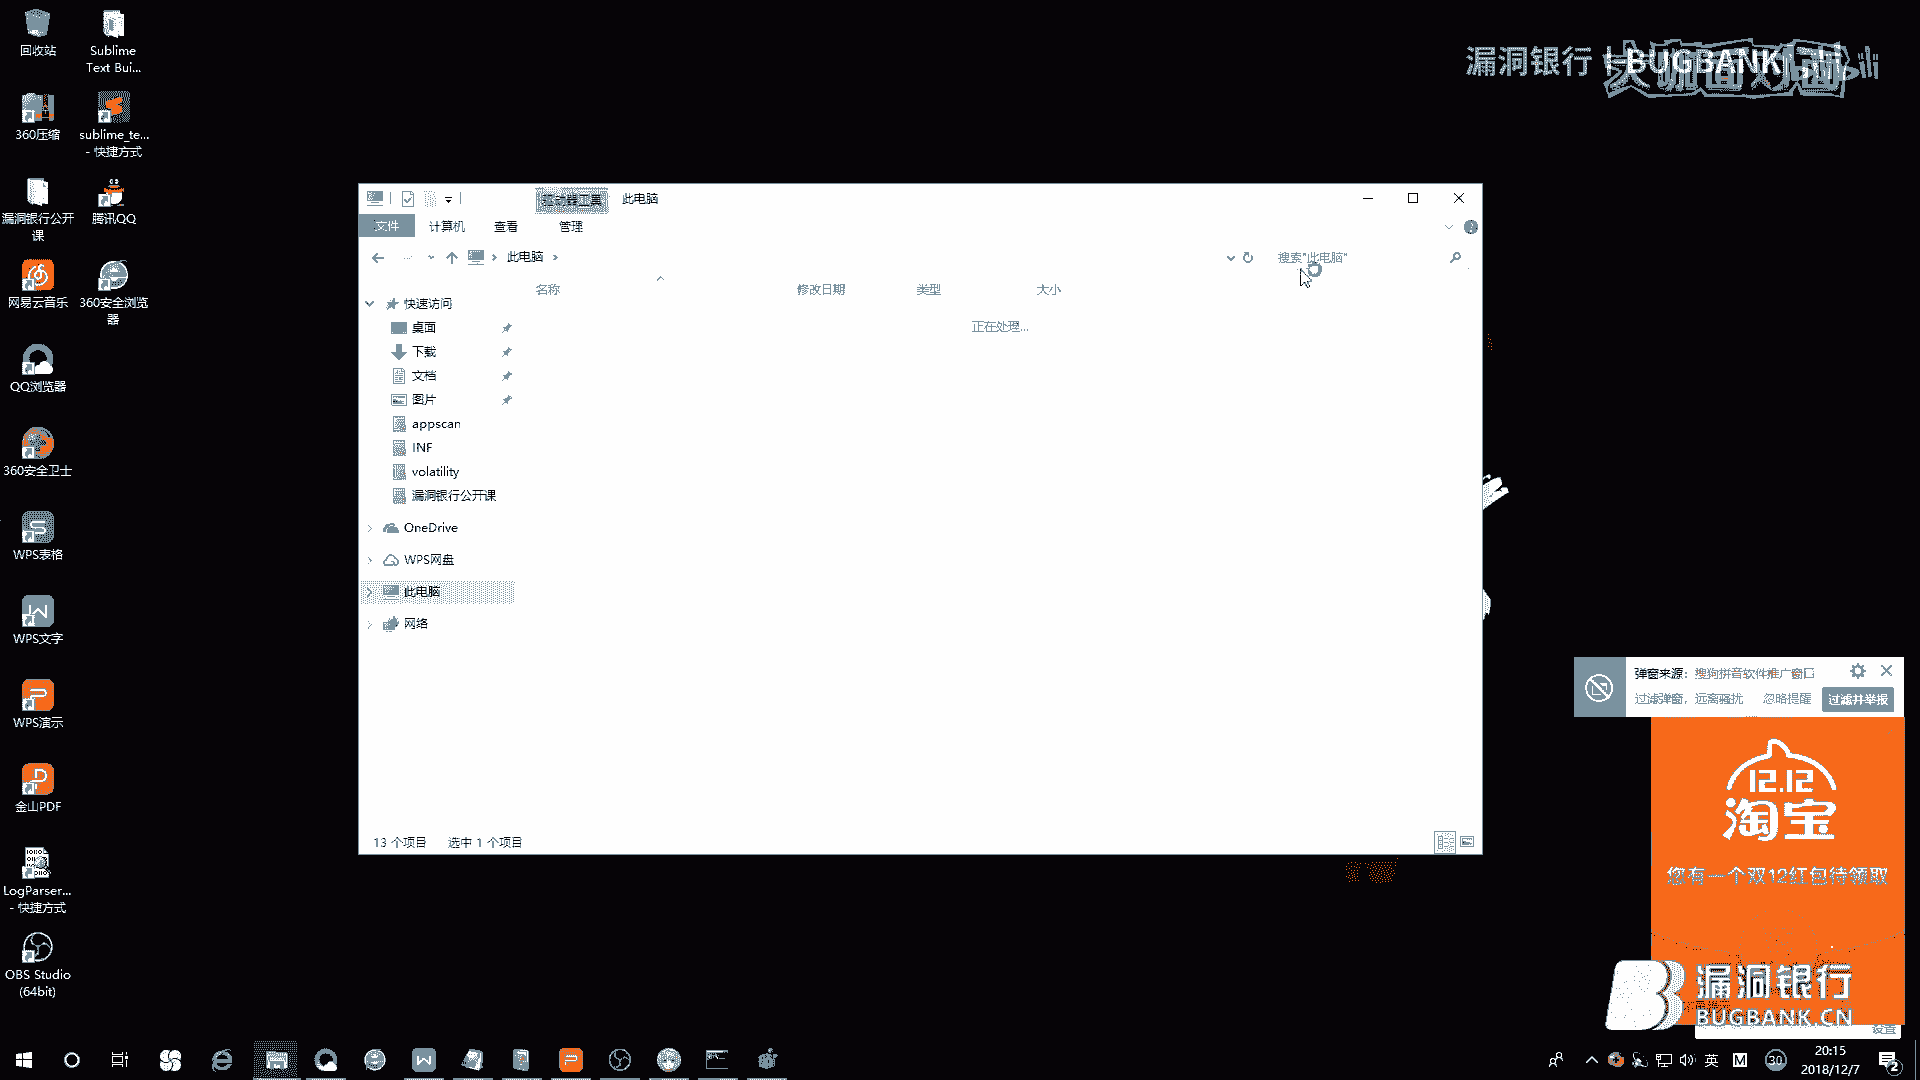 回收站
Sublime
Text Bui...
360压缩
sublime_te...
- 快捷方式
漏洞银行公开
课
腾讯QQ
网易云音乐
360安全浏览
器
QQ浏览器
360安全卫士
WPS表格
WPS文字
WPS演示
金山PDF
LogParser...
- 快捷方式
OBS Studio
(64bit)
漏洞银行 | BUGBANK
驱动器工具
此电脑
文件
计算机
查看
管理
此电脑
搜索"此电脑"
名称
修改日期
类型
大小
正在处理...
快速访问
桌面
下载
文档
图片
appscan
INF
volatility
漏洞银行公开课
OneDrive
WPS网盘
此电脑
网络
13 个项目
选中 1 个项目
弹窗来源：搜狗拼音软件推广窗口
过滤弹窗，远离骚扰
忽略提醒
过滤并举报
12.12
淘宝
您有一个双12红包待领取
漏洞银行
BUGBANK.CN
设置
英
M
30
20:15
2018/12/7
2